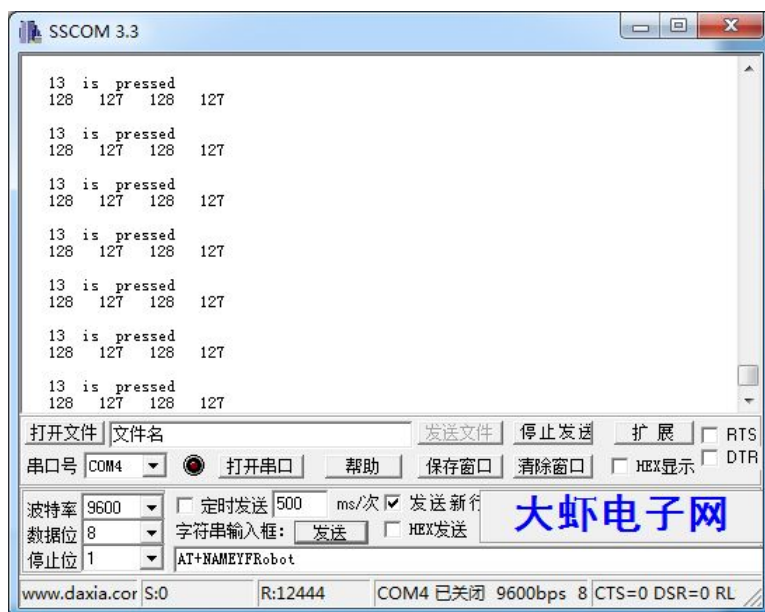 SSCOM 3.3
13 is pressed
128 127 128 127
13 is pressed
128 127 128 127
13 is pressed
128 127 128 127
13 is pressed
128 127 128 127
13 is pressed
128 127 128 127
13 is pressed
128 127 128 127
13 is pressed
128 127 128 127
打开文件 文件名 发送文件 停止发送 扩展 RTS
串口号 COM4 打开串口 帮助 保存窗口 清除窗口 HEX显示 DTR
波特率 9600 定时发送 500 ms/次 发送新行 大虾电子网
数据位 8 字符串输入框: 发送 HEX发送
停止位 1 AT+NAMEYFRobot
www.daxia.cor S:0 R:12444 COM4 已关闭 9600bps 8 CTS=0 DSR=0 RL